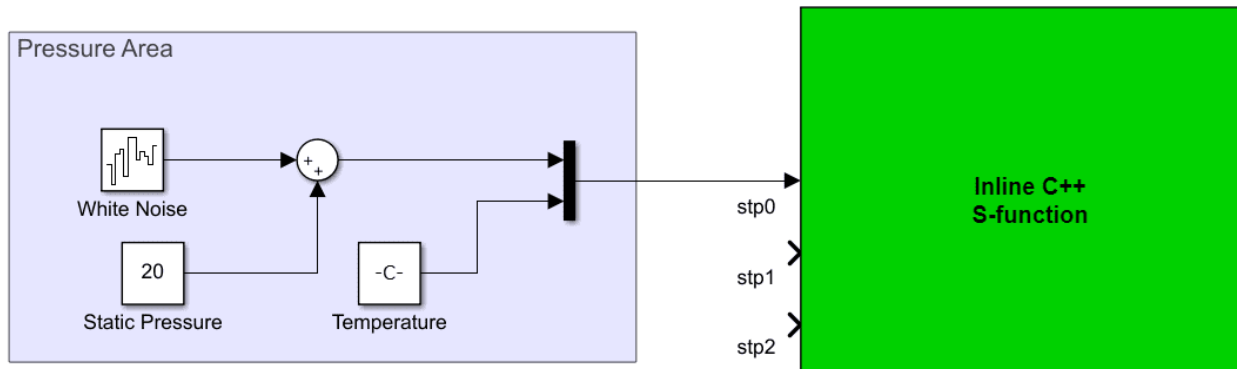 Pressure Area
White Noise
+
+
20
Static Pressure
-C-
Temperature
stp0
stp1
stp2
Inline C++
S-function